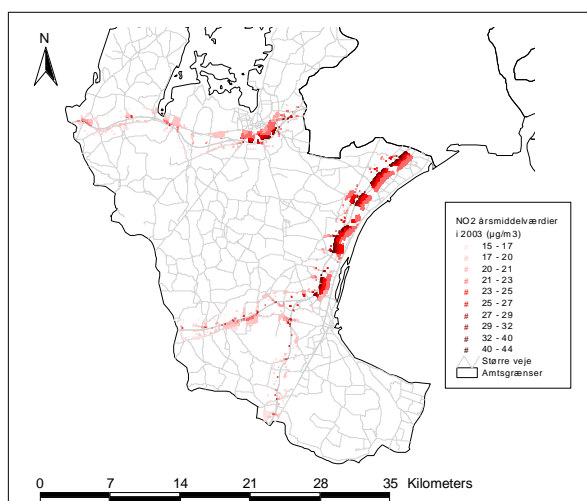 N
NO2 årsmiddelværdier
i 2003 (µg/m3)
# 15 - 17
# 17 - 20
# 20 - 21
# 21 - 23
# 23 - 25
# 25 - 27
# 27 - 29
# 29 - 32
# 32 - 40
# 40 - 44
Større veje
Amtsgrænser
0 7 14 21 28 35 Kilometers